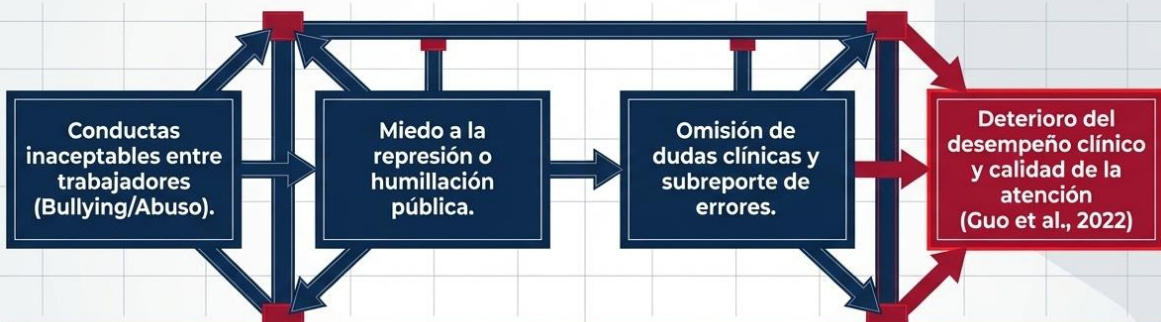 Conductas
inaceptables entre
trabajadores
(Bullying/Abuso).
Miedo a la
represión o
humillación
pública.
Omisión de
dudas clínicas y
subreporte de
errores.
Deterioro del
desempeño clínico
y calidad de la
atención
(Guo et al., 2022)